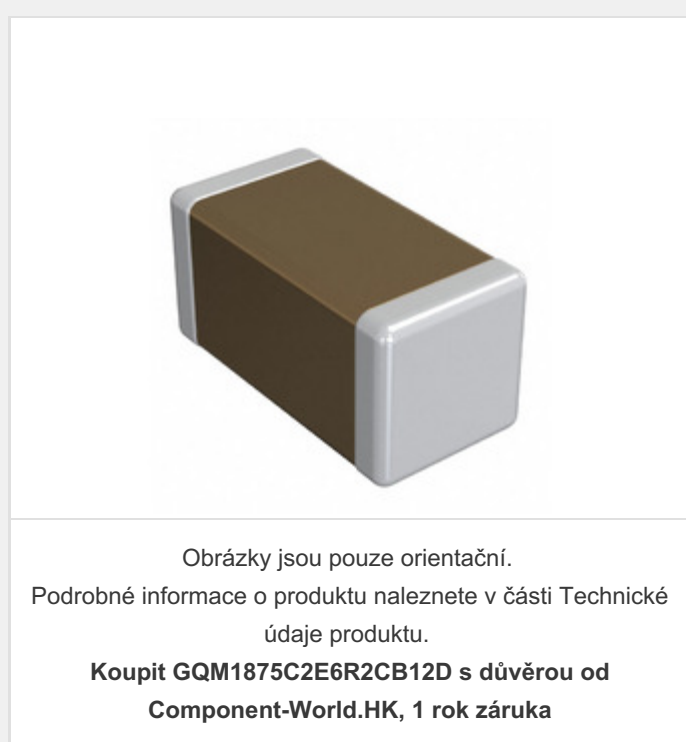 Obrázky jsou pouze orientační.
Podrobné informace o produktu naleznete v části Technické
údaje produktu.
Koupit GQM1875C2E6R2CB12D s důvěrou od
Component-World.HK, 1 rok záruka